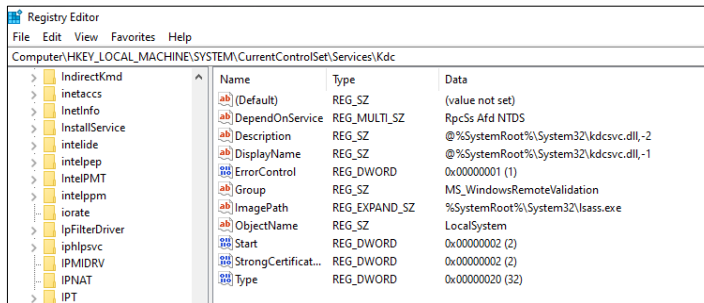 Registry Editor
File Edit View Favorites Help
Computer\HKEY_LOCAL_MACHINE\SYSTEM\CurrentControlSet\Services\Kdc
IndirectKmd
inetaccs
InetInfo
InstallService
intelide
intelpep
IntelPMT
intelppm
iorate
IpFilterDriver
iphlpsvc
IPMIDRV
IPNAT
IPT
Name Type Data
(Default) REG_SZ (value not set)
DependOnService REG_MULTI_SZ RpcSs Afd NTDS
Description REG_SZ @%SystemRoot%\System32\kdcsvc.dll,-2
DisplayName REG_SZ @%SystemRoot%\System32\kdcsvc.dll,-1
ErrorControl REG_DWORD 0x00000001 (1)
Group REG_SZ MS_WindowsRemoteValidation
ImagePath REG_EXPAND_SZ %SystemRoot%\System32\lsass.exe
ObjectName REG_SZ LocalSystem
Start REG_DWORD 0x00000002 (2)
StrongCertificat... REG_DWORD 0x00000002 (2)
Type REG_DWORD 0x00000020 (32)